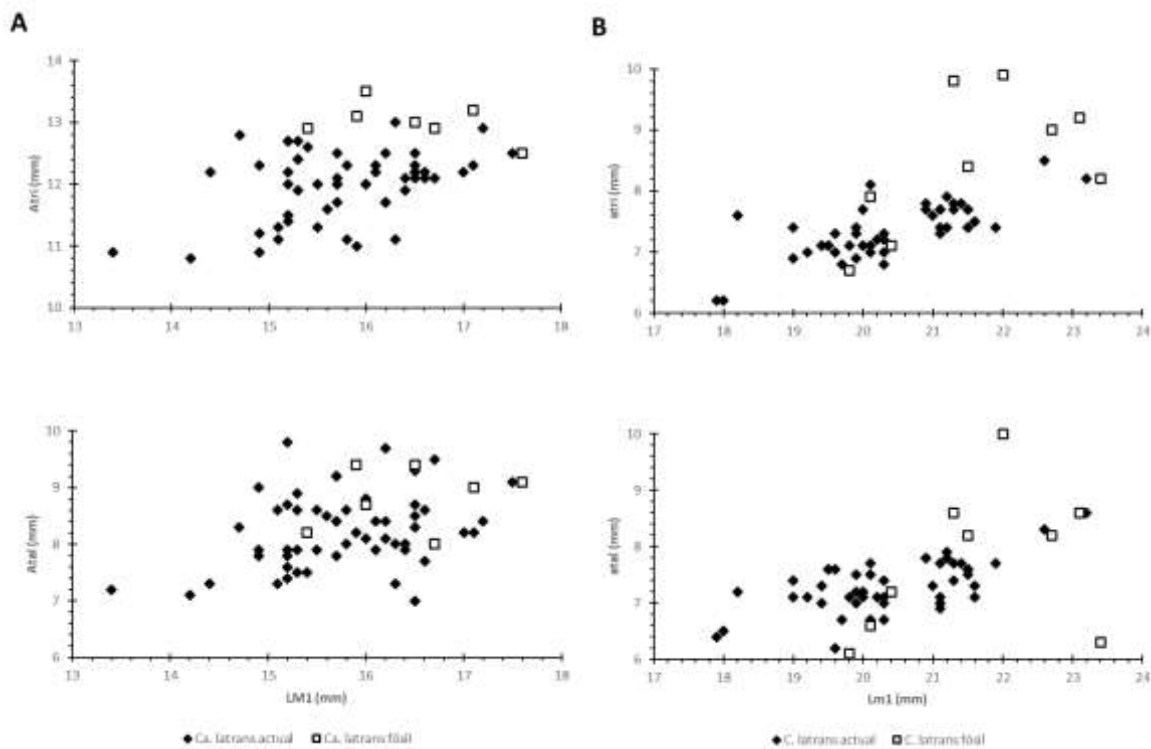 A
B
14
13
12
11
10
Atri (mm)
13 14 15 16 17 18
10
9
8
7
6
atri (mm)
17 18 19 20 21 22 23 24
10
9
8
7
6
Atal (mm)
13 14 15 16 17 18
LM1 (mm)
10
9
8
7
6
atal (mm)
17 18 19 20 21 22 23 24
Lm1 (mm)
Ca. latrans actual Ca. latrans fósil
C. latrans actual C. latrans fósil